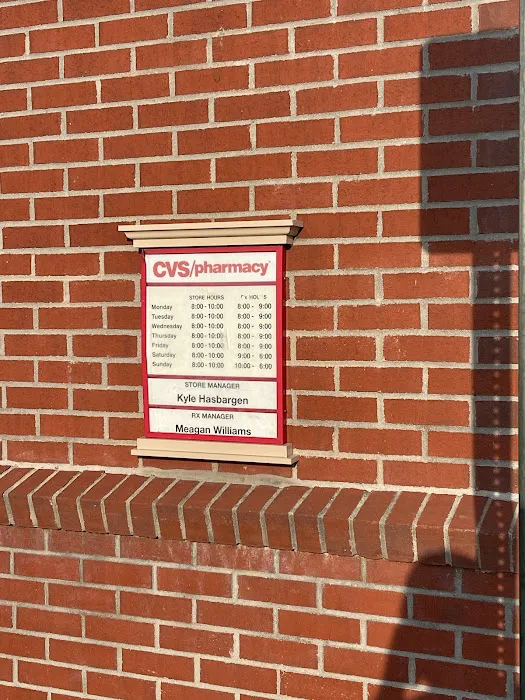 CVS/pharmacy
STORE HOURS
Monday 8:00 - 10:00 8:00 - 9:00
Tuesday 8:00 - 10:00 8:00 - 9:00
Wednesday 8:00 - 10:00 8:00 - 9:00
Thursday 8:00 - 10:00 8:00 - 9:00
Friday 8:00 - 10:00 8:00 - 9:00
Saturday 8:00 - 10:00 9:00 - 6:00
Sunday 8:00 - 10:00 10:00 - 6:00
STORE MANAGER
Kyle Hasbargen
RX MANAGER
Meagan Williams